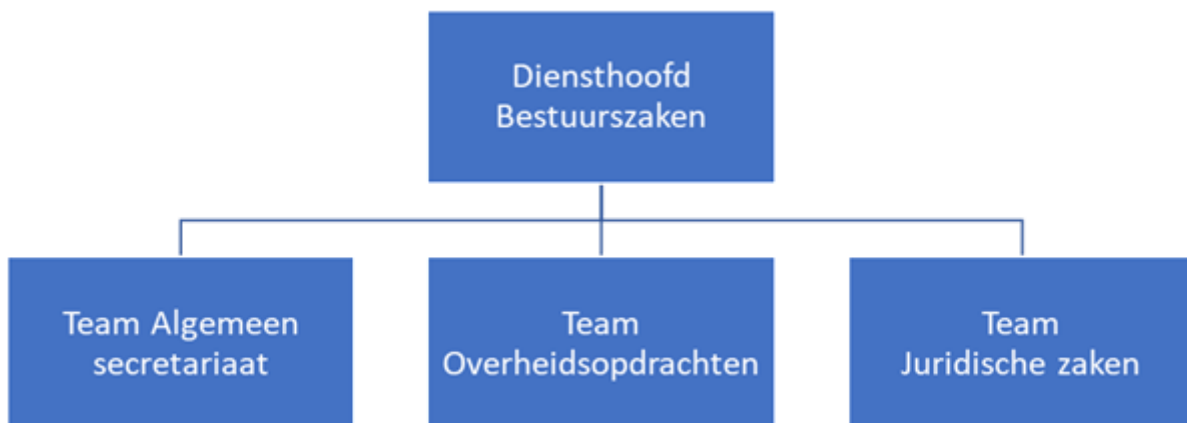 Diensthoofd
Bestuurszaken
Team Algemeen
secretariaat
Team
Overheidsopdrachten
Team
Juridische zaken